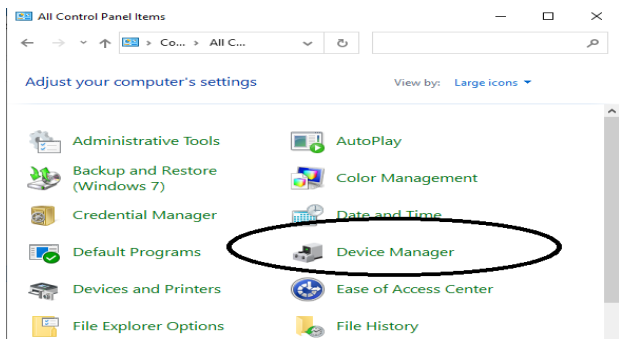 All Control Panel Items
Co... > All C...
Adjust your computer's settings
View by: Large icons
Administrative Tools
AutoPlay
Backup and Restore
(Windows 7)
Color Management
Credential Manager
Date and Time
Default Programs
Device Manager
Devices and Printers
Ease of Access Center
File Explorer Options
File History